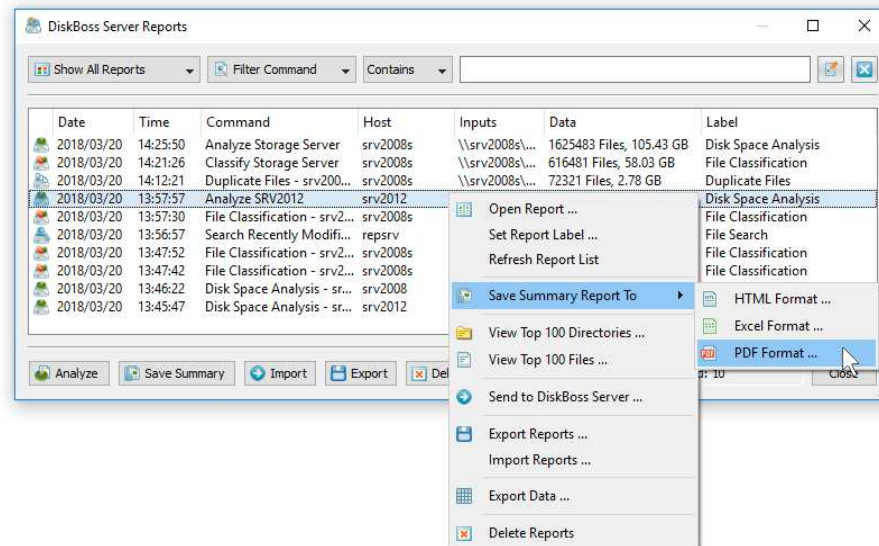 DiskBoss Server Reports
Show All Reports Filter Command Contains
Date Time Command Host Inputs Data Label
2018/03/20 14:25:50 Analyze Storage Server srv2008s \\srv2008s\... 1625483 Files, 105.43 GB Disk Space Analysis
2018/03/20 14:21:26 Classify Storage Server srv2008s \\srv2008s\... 616481 Files, 58.03 GB File Classification
2018/03/20 14:12:21 Duplicate Files - srv200... srv2008s \\srv2008s\... 72321 Files, 2.78 GB Duplicate Files
2018/03/20 13:57:57 Analyze SRV2012 srv2012 Disk Space Analysis
2018/03/20 13:57:30 File Classification - srv2... srv2008s File Classification
2018/03/20 13:56:57 Search Recently Modifi... repsrv File Search
2018/03/20 13:47:52 File Classification - srv2... srv2008s File Classification
2018/03/20 13:47:42 File Classification - srv2... srv2008s File Classification
2018/03/20 13:46:22 Disk Space Analysis - sr... srv2008
2018/03/20 13:45:47 Disk Space Analysis - sr... srv2012
Analyze Save Summary Import Export Del d: 10 Close
Open Report ...
Set Report Label ...
Refresh Report List
Save Summary Report To
View Top 100 Directories ...
View Top 100 Files ...
Send to DiskBoss Server ...
Export Reports ...
Import Reports ...
Export Data ...
Delete Reports
HTML Format ...
Excel Format ...
PDF PDF Format ...